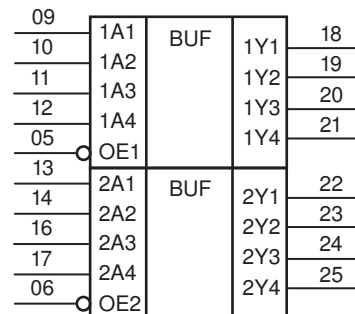 09 1A1 BUF 1Y1 18
10 1A2 1Y2 19
11 1A3 1Y3 20
12 1A4 1Y4 21
05 OE1
13 2A1 BUF 2Y1 22
14 2A2 2Y2 23
16 2A3 2Y3 24
17 2A4 2Y4 25
06 OE2